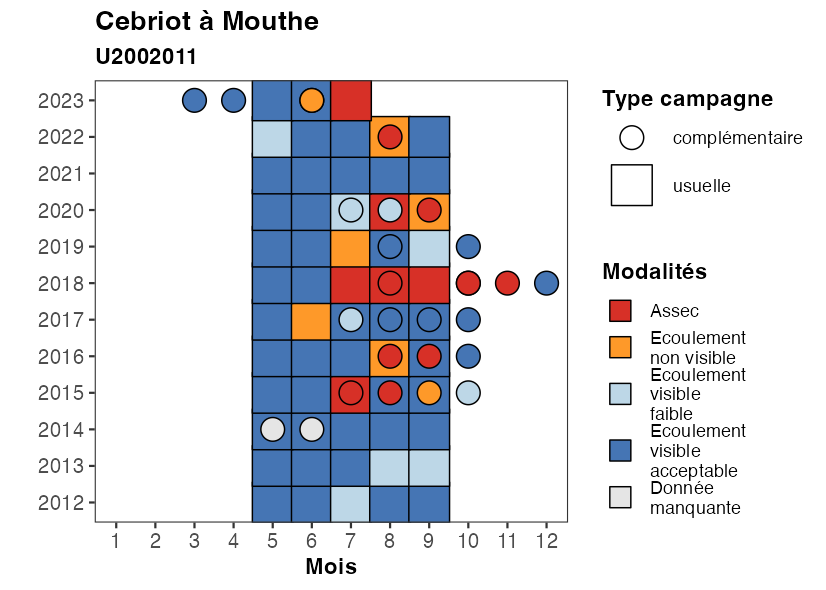 Cebriot à Mouthe
U2002011
2023
2022
2021
2020
2019
2018
2017
2016
2015
2014
2013
2012
1 2 3 4 5 6 7 8 9 10 11 12
Mois
Type campagne
complémentaire
usuelle
Modalités
Assec
Ecoulement
non visible
Ecoulement
visible
faible
Ecoulement
visible
acceptable
Donnée
manquante